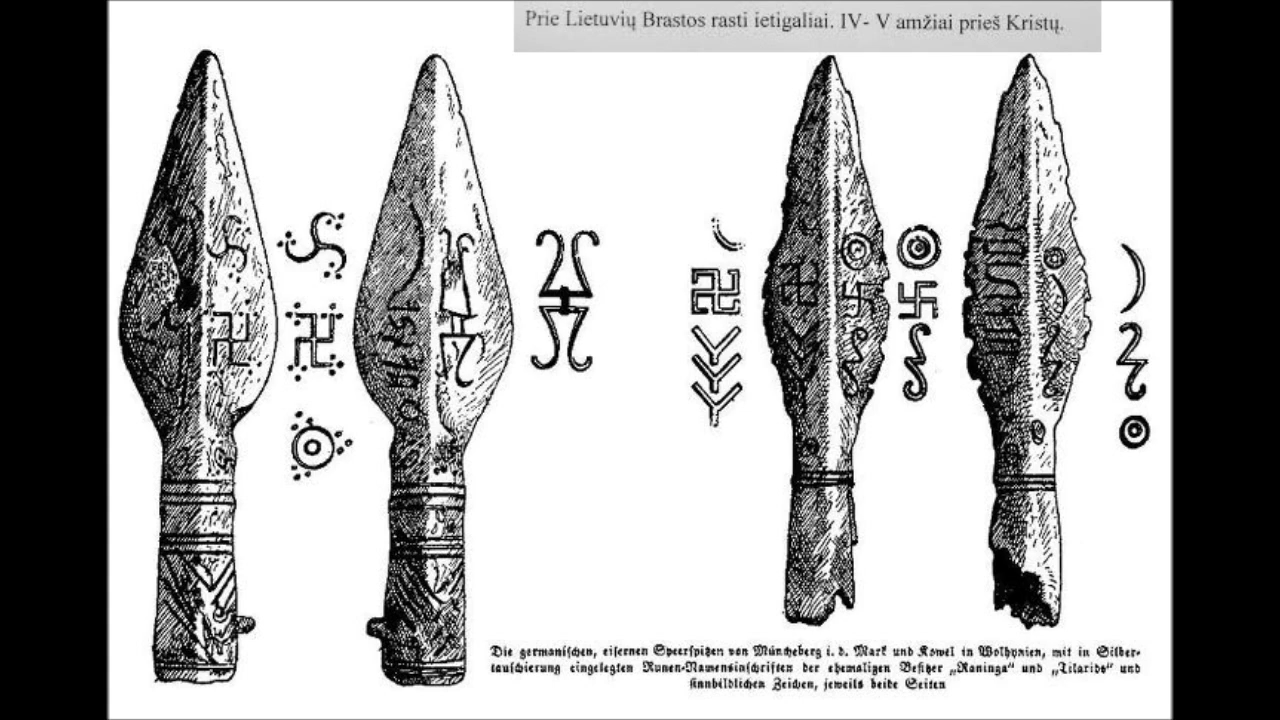 Prie Lietuvių Brastos rasti ietigaliai. IV- V amžiai prieš Kristų.
Die germanischen, eisernen Speerspitzen von Müncheberg i. d. Mark und Kowel in Wolhynien, mit in Silber-
tauschierung eingelegten Runen-Namensinschriften der ehemaligen Besitzer „Raninga“ und „Tilarids“ und
sinnbildlichen Zeichen, jeweils beide Seiten